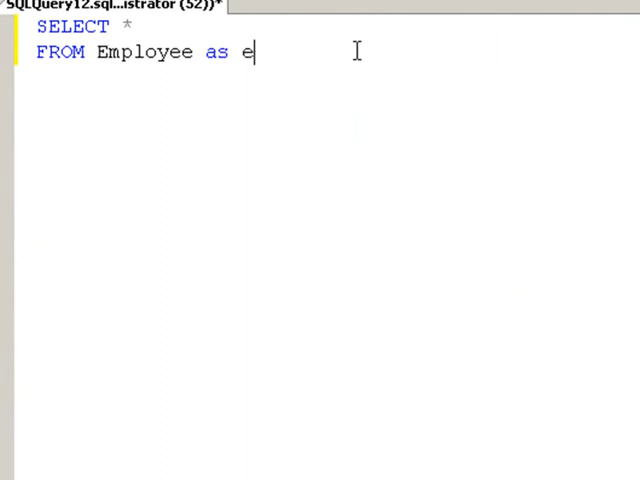 SQLQuery12.sql...istrator (52))*
SELECT *
FROM Employee as e